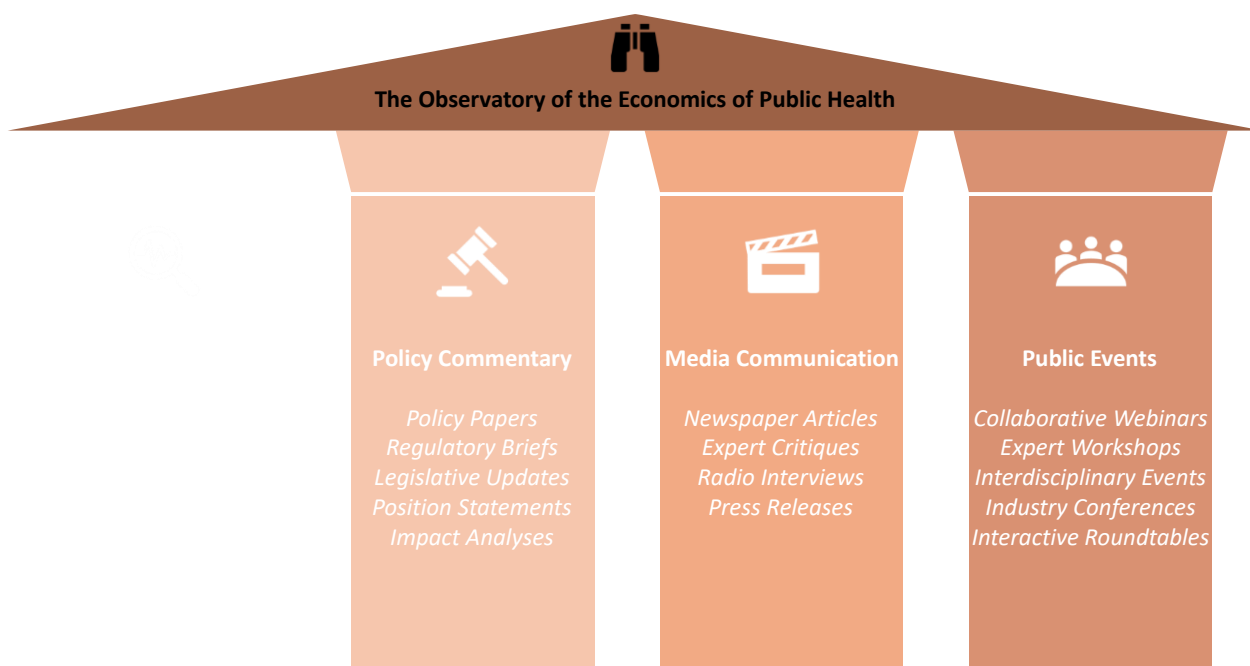 The Observatory of the Economics of Public Health
Policy Commentary
Policy Papers
Regulatory Briefs
Legislative Updates
Position Statements
Impact Analyses
Media Communication
Newspaper Articles
Expert Critiques
Radio Interviews
Press Releases
Public Events
Collaborative Webinars
Expert Workshops
Interdisciplinary Events
Industry Conferences
Interactive Roundtables